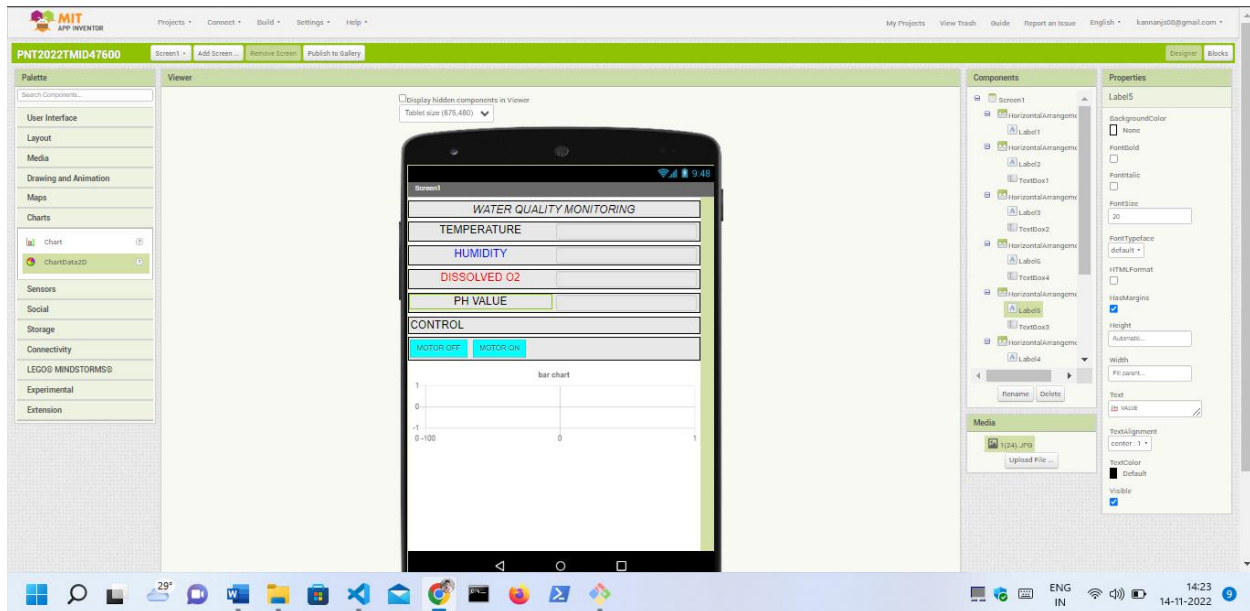 MIT
APP INVENTOR
Projects Connect Build Settings Help
My Projects View Trash Guide Report an Issue English kannanjs08@gmail.com
PNT2022TMID47600
Screen1 Add Screen ... Remove Screen Publish to Gallery
Designer Blocks
Palette
Search Components...
User Interface
Layout
Media
Drawing and Animation
Maps
Charts
Chart
ChartData2D
Sensors
Social
Storage
Connectivity
LEGO® MINDSTORMS®
Experimental
Extension
Viewer
Display hidden components in Viewer
Tablet size (675,480)
9:48
Screen1
WATER QUALITY MONITORING
TEMPERATURE
HUMIDITY
DISSOLVED O2
PH VALUE
CONTROL
MOTOR OFF MOTOR ON
bar chart
1
0
-1
0 -100 0 1
Components
Screen1
HorizontalArrangeme
Label1
HorizontalArrangeme
Label2
TextBox1
HorizontalArrangeme
Label3
TextBox2
HorizontalArrangeme
Label6
TextBox4
HorizontalArrangeme
Label5
TextBox3
HorizontalArrangeme
Label4
Rename Delete
Media
1(24).JPG
Upload File ...
Properties
Label5
BackgroundColor
None
FontBold
FontItalic
FontSize
20
FontTypeface
default
HTMLFormat
HasMargins
Height
Automatic...
Width
Fill parent...
Text
PH VALUE
TextAlignment
center : 1
TextColor
Default
Visible
29°
ENG
IN
14:23
14-11-2022
9